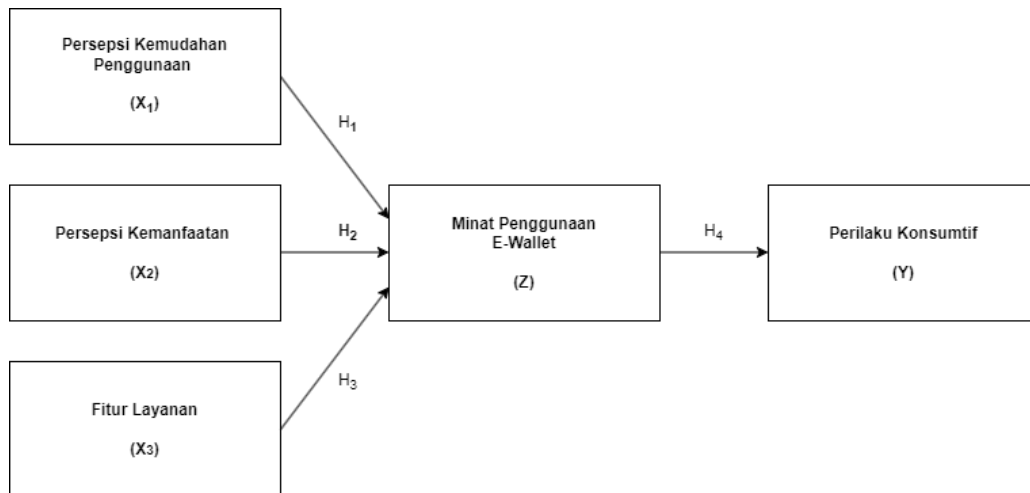 Persepsi Kemudahan
Penggunaan
(X₁)
H₁
Persepsi Kemanfaatan
(X2)
H₂
Minat Penggunaan
E-Wallet
(Z)
H₄
Perilaku Konsumtif
(Y)
Fitur Layanan
(X3)
H₃